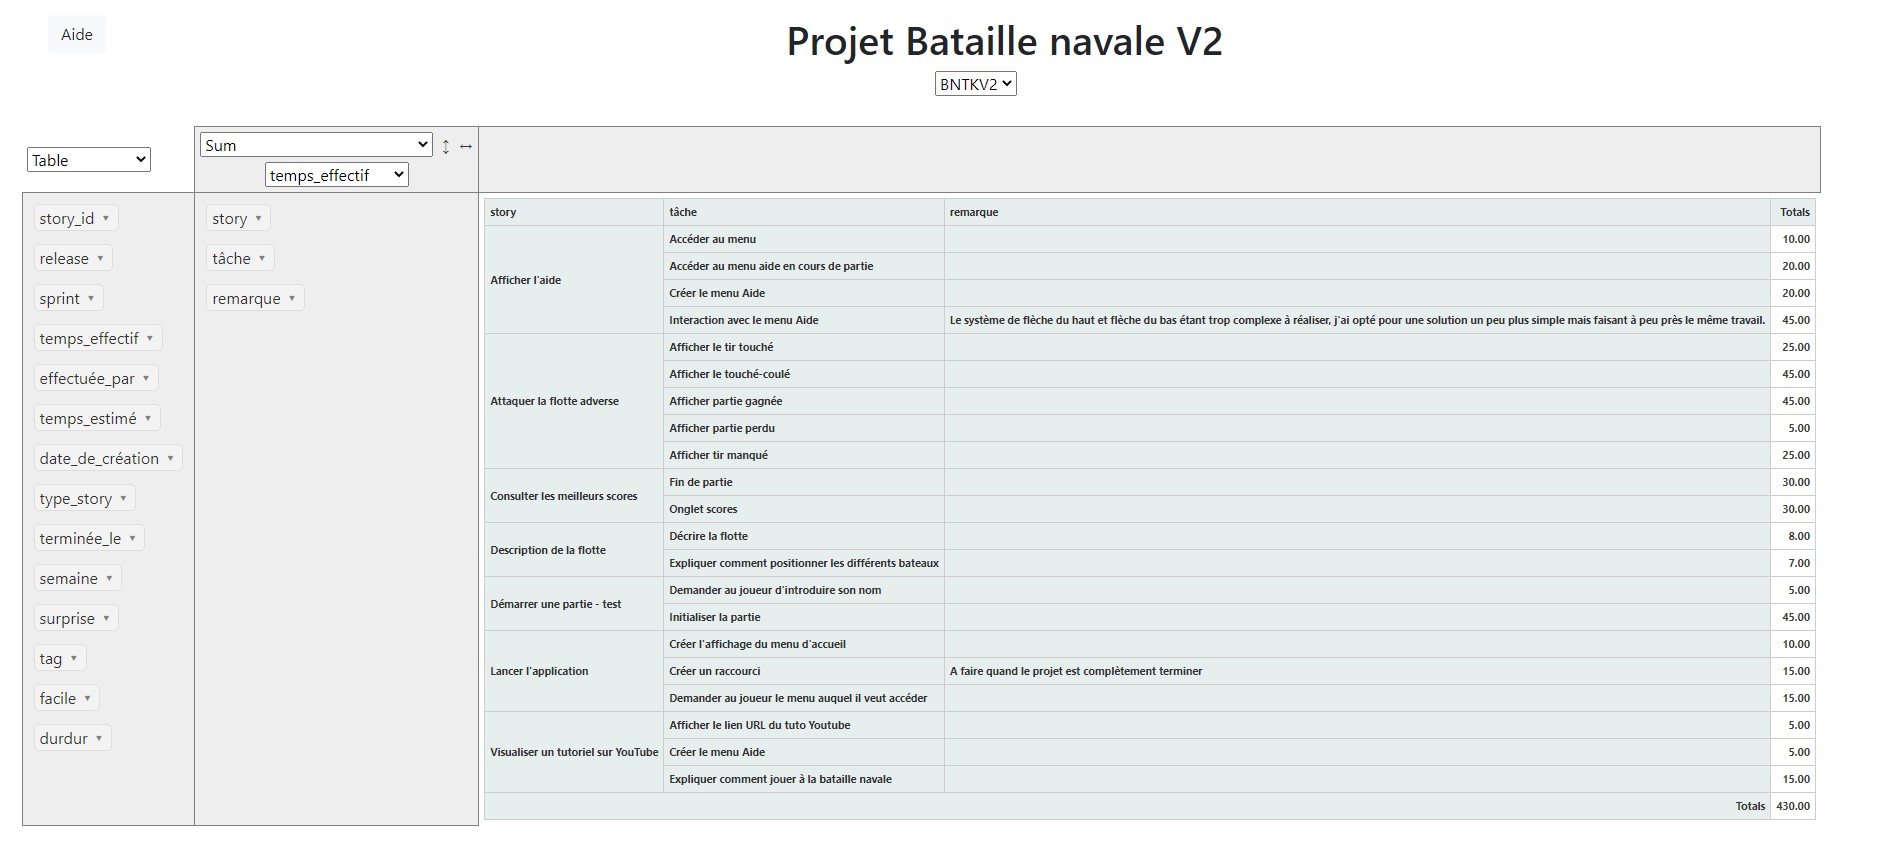 Aide
Projet Bataille navale V2
BNTKV2
Table
Sum
temps_effectif
story_id
release
sprint
temps_effectif
effectuée_par
temps_estimé
date_de_création
type_story
terminée_le
semaine
surprise
tag
facile
durdur
story
tâche
remarque
story tâche remarque Totals
Afficher l'aide
Accéder au menu 10.00
Accéder au menu aide en cours de partie 20.00
Créer le menu Aide 20.00
Interaction avec le menu Aide Le système de flèche du haut et flèche du bas étant trop complexe à réaliser, j'ai opté pour une solution un peu plus simple mais faisant à peu près le même travail. 45.00
Attaquer la flotte adverse
Afficher le tir touché 25.00
Afficher le touché-coulé 45.00
Afficher partie gagnée 45.00
Afficher partie perdu 5.00
Afficher tir manqué 25.00
Consulter les meilleurs scores
Fin de partie 30.00
Onglet scores 30.00
Description de la flotte
Décrire la flotte 8.00
Expliquer comment positionner les différents bateaux 7.00
Démarrer une partie - test
Demander au joueur d'introduire son nom 5.00
Initialiser la partie 45.00
Lancer l'application
Créer l'affichage du menu d'accueil 10.00
Créer un raccourci A faire quand le projet est complètement terminer 15.00
Demander au joueur le menu auquel il veut accéder 15.00
Visualiser un tutoriel sur YouTube
Afficher le lien URL du tuto Youtube 5.00
Créer le menu Aide 5.00
Expliquer comment jouer à la bataille navale 15.00
Totals 430.00